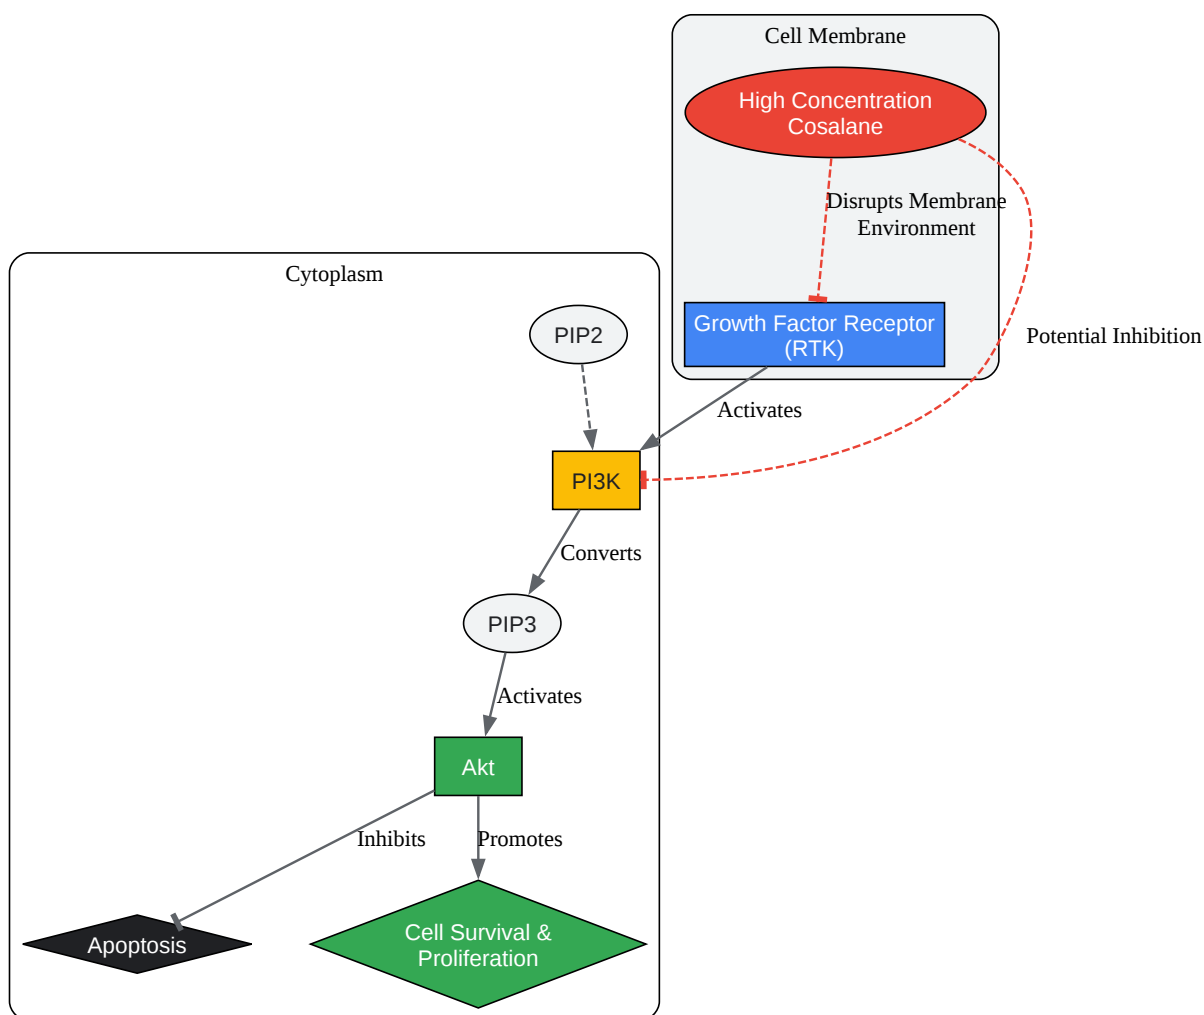 Cell Membrane
High Concentration
Cosalane
Disrupts Membrane
Environment
Cytoplasm
PIP2
Growth Factor Receptor
(RTK)
Potential Inhibition
Activates
PI3K
Converts
PIP3
Activates
Akt
Inhibits
Promotes
Apoptosis
Cell Survival &
Proliferation